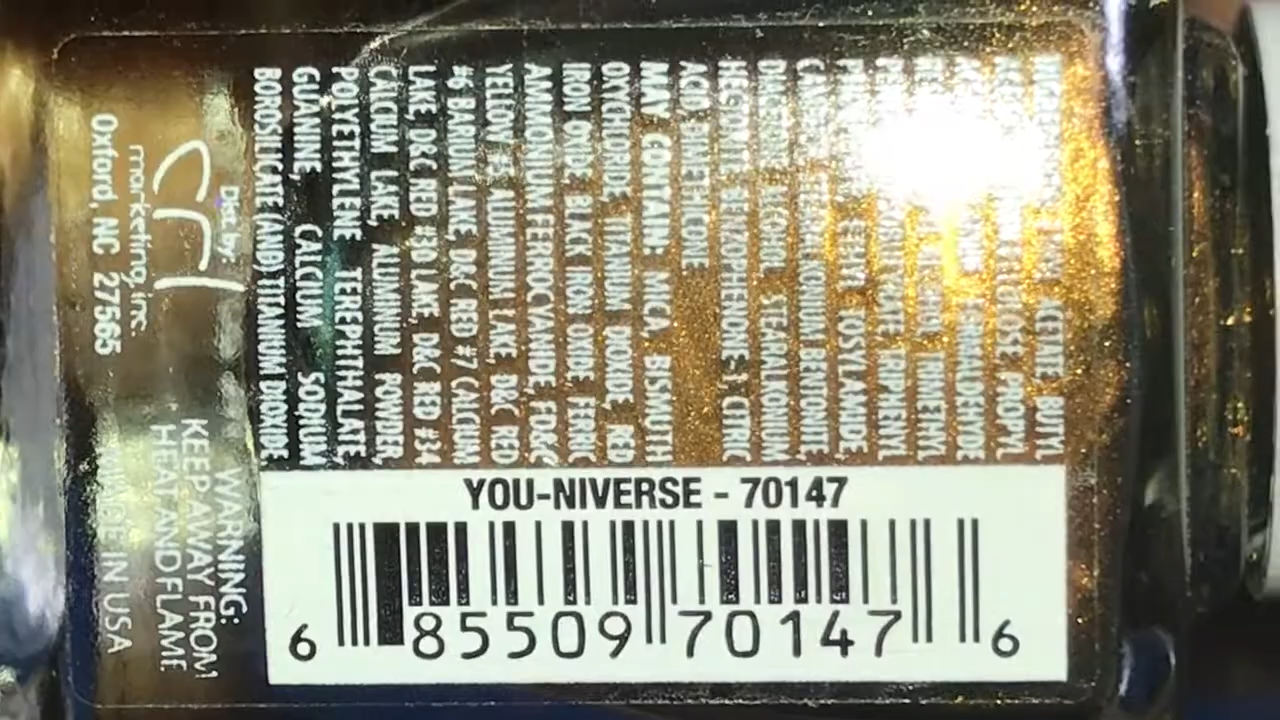 ACETATE, BUTYL
PROPYL
FORMALDEHYDE
TRIPHENYL
ETHYL TOSYLAMIDE,
BENTONITE
DIACETONE ALCOHOL, STEARALKONIUM
HECTORITE, BENZOPHENONE-1, CITRIC
ACID, DIMETHICONE
MAY CONTAIN: MICA, BISMUTH
OXYCHLORIDE, TITANIUM DIOXIDE, RED
IRON OXIDE, BLACK IRON OXIDE, FERRIC
AMMONIUM FERROCYANIDE, FD&C
YELLOW #5 ALUMINUM LAKE, D&C RED
#6 BARIUM LAKE, D&C RED #7 CALCIUM
LAKE, D&C RED #30 LAKE, D&C RED #34
CALCIUM LAKE, ALUMINUM POWDER,
POLYETHYLENE TEREPHTHALATE,
GUANINE, CALCIUM SODIUM
BOROSILICATE (AND) TITANIUM DIOXIDE
Dist. by:
marketing, inc.
Oxford, NC 27565
WARNING:
KEEP AWAY FROM
HEAT AND FLAME
MADE IN USA
YOU-NIVERSE - 70147
6 85509 70147 6